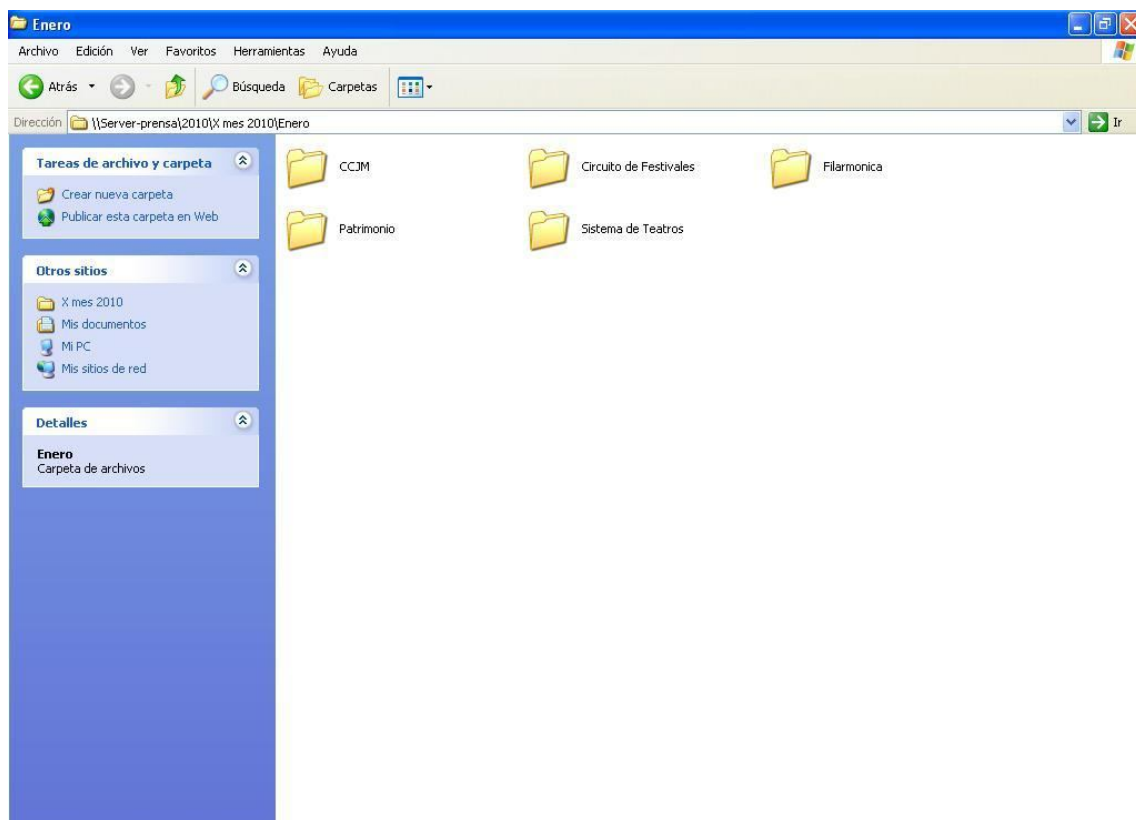 Enero
Archivo Edición Ver Favoritos Herramientas Ayuda
Atrás Búsqueda Carpetas
Dirección \\Server-prensa\2010\X mes 2010\Enero Ir
Tareas de archivo y carpeta
Crear nueva carpeta
Publicar esta carpeta en Web
Otros sitios
X mes 2010
Mis documentos
Mi PC
Mis sitios de red
Detalles
Enero
Carpeta de archivos
CCJM Circuito de Festivales Filarmonica
Patrimonio Sistema de Teatros